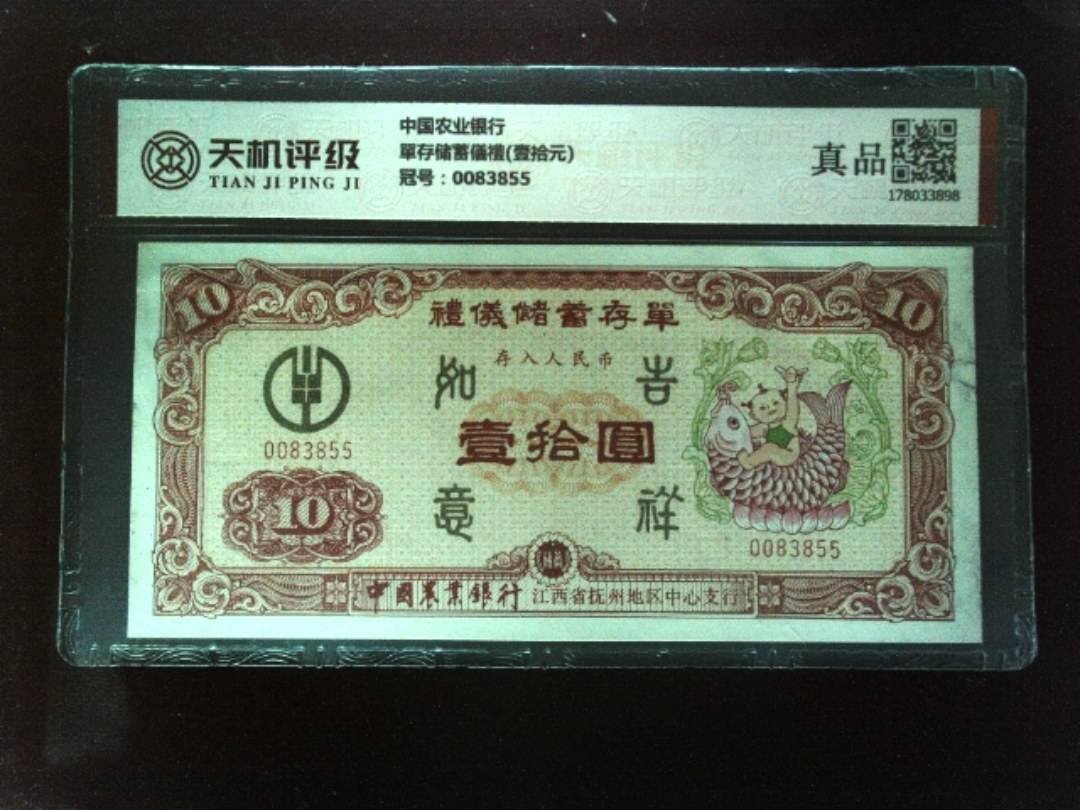 天机评级
TIAN JI PING JI
中国农业银行
單存储蓄儀禮(壹拾元)
冠号：0083855
真品
178033898
10
10
禮儀儲蓄存單
存入人民币
如 吉
0083855
壹拾圓
10
意 祥
0083855
中國農業銀行 江西省抚州地区中心支行